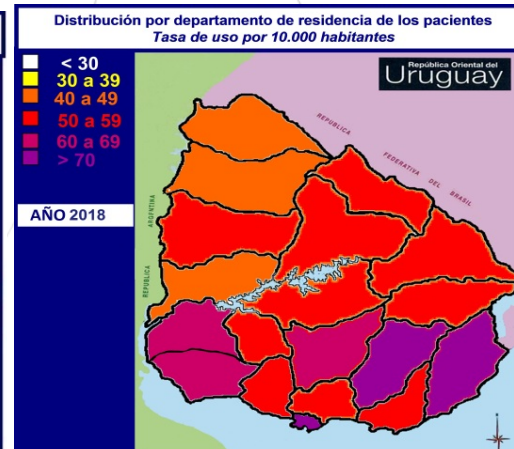 Distribución por departamento de residencia de los pacientes
Tasa de uso por 10.000 habitantes
< 30
30 a 39
40 a 49
50 a 59
60 a 69
> 70
AÑO 2018
República Oriental del
Uruguay
REPUBLICA
FEDERATIVA DEL BRASIL
REPUBLICA
ARGENTINA